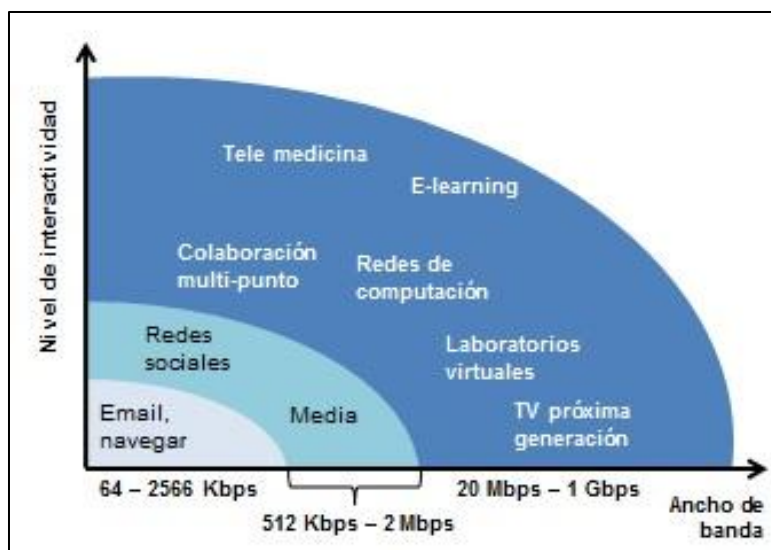 Nivel de interactividad
Tele medicina
E-learning
Colaboración
multi-punto
Redes de
computación
Redes
sociales
Laboratorios
virtuales
Email,
navegar
Media
TV próxima
generación
64 – 2566 Kbps
512 Kbps – 2 Mbps
20 Mbps – 1 Gbps
Ancho de
banda